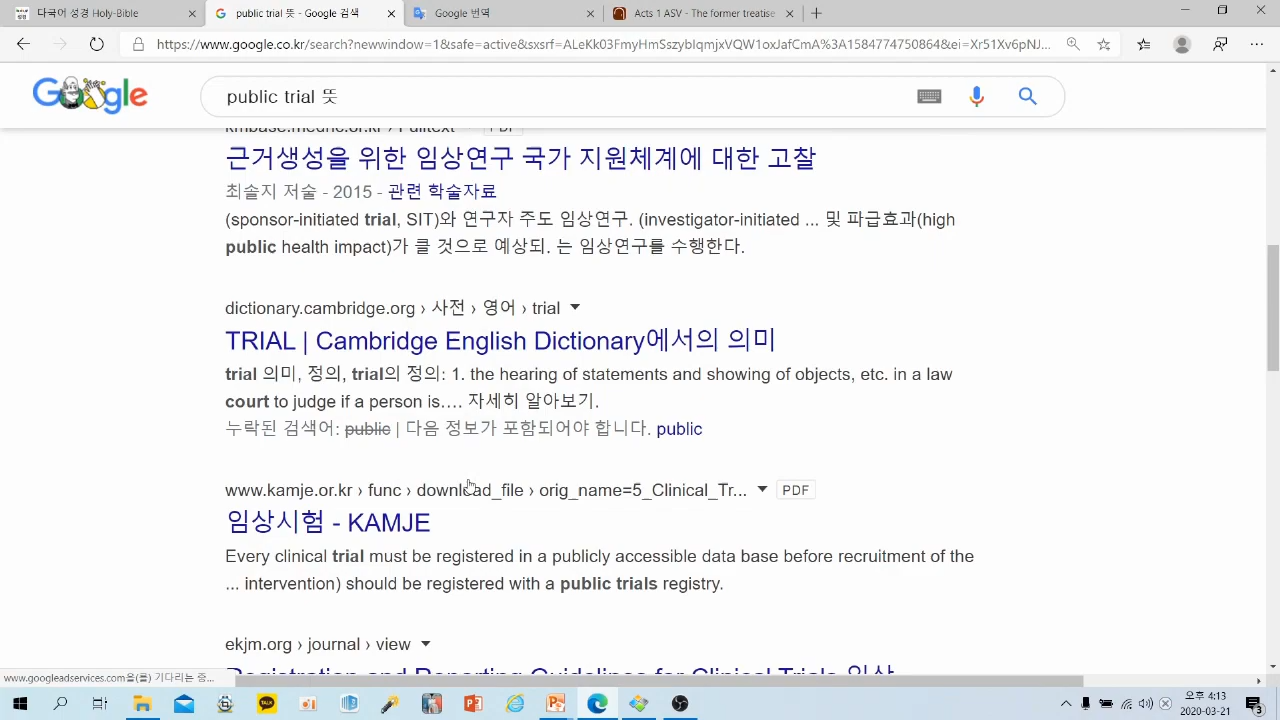 다국어 성경 Holy-Bible
public trial 뜻 - Google 검색
Google 번역
Acts 1 ASV - The former treatise
https://www.google.co.kr/search?newwindow=1&safe=active&sxsrf=ALeKk03FmyHmSszybIqmjxVQW1oxJafCmA%3A1584774750864&ei=Xr51Xv6pNJ...
Google
public trial 뜻
PDF
근거생성을 위한 임상연구 국가 지원체계에 대한 고찰
최솔지 저술 - 2015 - 관련 학술자료
(sponsor-initiated trial, SIT)와 연구자 주도 임상연구. (investigator-initiated ... 및 파급효과(high
public health impact)가 클 것으로 예상되. 는 임상연구를 수행한다.
dictionary.cambridge.org › 사전 › 영어 › trial
TRIAL | Cambridge English Dictionary에서의 의미
trial 의미, 정의, trial의 정의: 1. the hearing of statements and showing of objects, etc. in a law
court to judge if a person is…. 자세히 알아보기.
누락된 검색어: public | 다음 정보가 포함되어야 합니다. public
www.kamje.or.kr › func › download_file › orig_name=5_Clinical_Tr... PDF
임상시험 - KAMJE
Every clinical trial must be registered in a publicly accessible data base before recruitment of the
... intervention) should be registered with a public trials registry.
ekjm.org › journal › view
Registration and Reporting Guidelines for Clinical Trials 임상
www.googleadservices.com을(를) 기다리는 중...
오후 4:13
2020-03-21